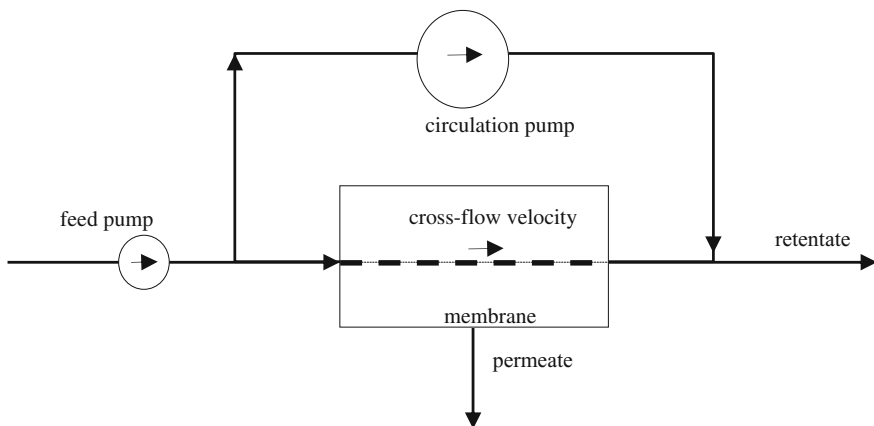 circulation pump
feed pump
cross-flow velocity
retentate
membrane
permeate